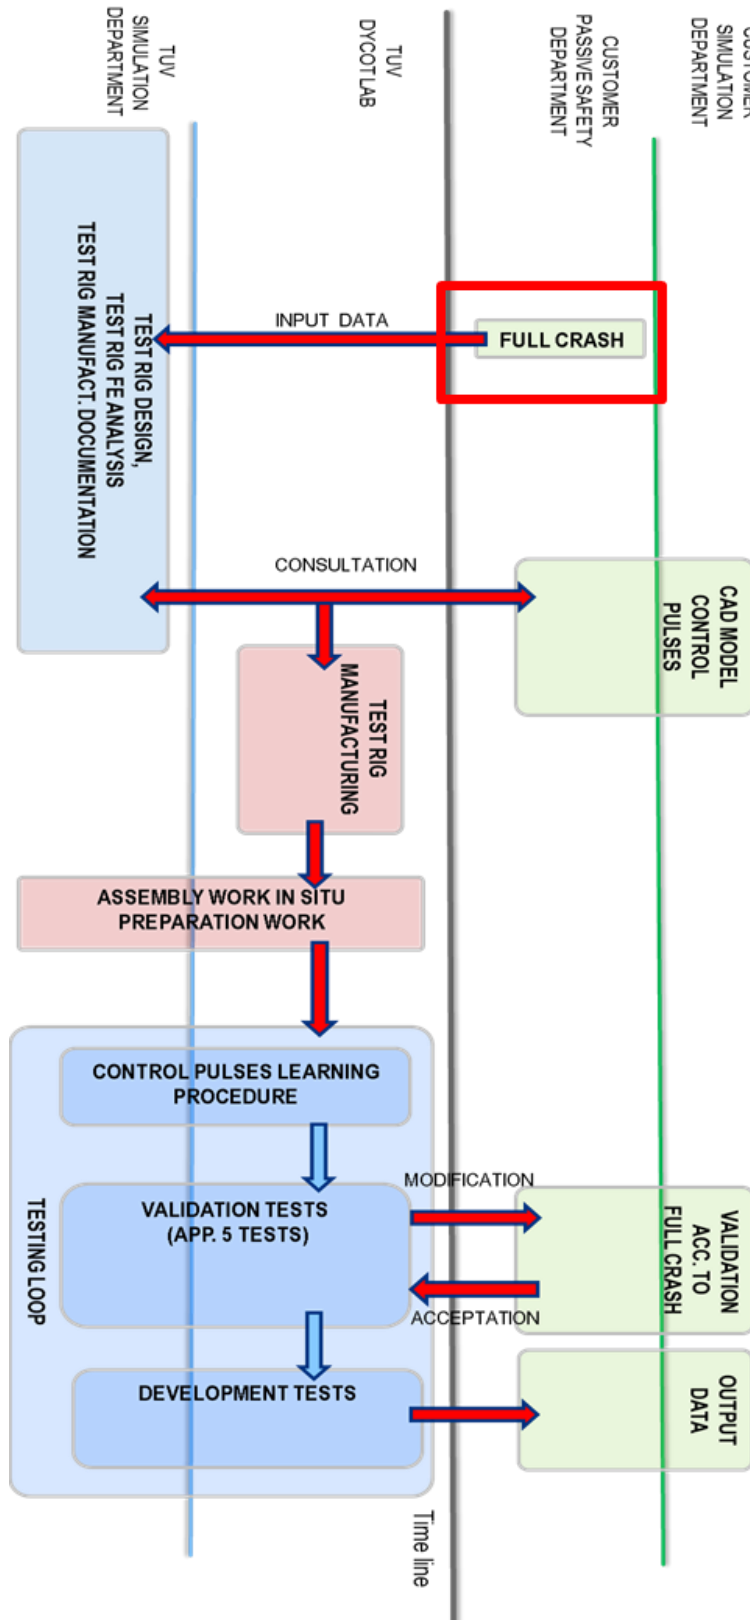 TUV
SIMULATION
DEPARTMENT
TUV
DYCOT LAB
CUSTOMER
PASSIVE SAFETY
DEPARTMENT
CUSTOMER
SIMULATION
DEPARTMENT
INPUT DATA
FULL CRASH
TEST RIG DESIGN,
TEST RIG FE ANALYSIS
TEST RIG MANUFACT. DOCUMENTATION
CONSULTATION
CAD MODEL
CONTROL
PULSES
TEST RIG
MANUFACTURING
ASSEMBLY WORK IN SITU
PREPARATION WORK
CONTROL PULSES LEARNING
PROCEDURE
MODIFICATION
VALIDATION TESTS
(APP. 5 TESTS)
VALIDATION
ACC. TO
FULL CRASH
TESTING LOOP
ACCEPTATION
DEVELOPMENT TESTS
OUTPUT
DATA
Time line